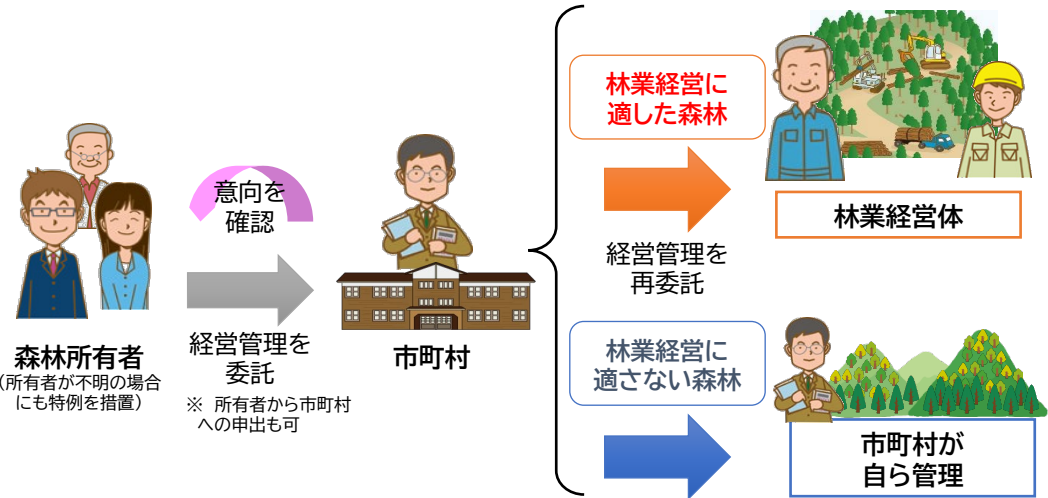 森林所有者
(所有者が不明の場合
にも特例を措置)
意向を
確認
経営管理を
委託
※ 所有者から市町村
への申出も可
市町村
林業経営に
適した森林
経営管理を
再委託
林業経営体
林業経営に
適さない森林
市町村が
自ら管理